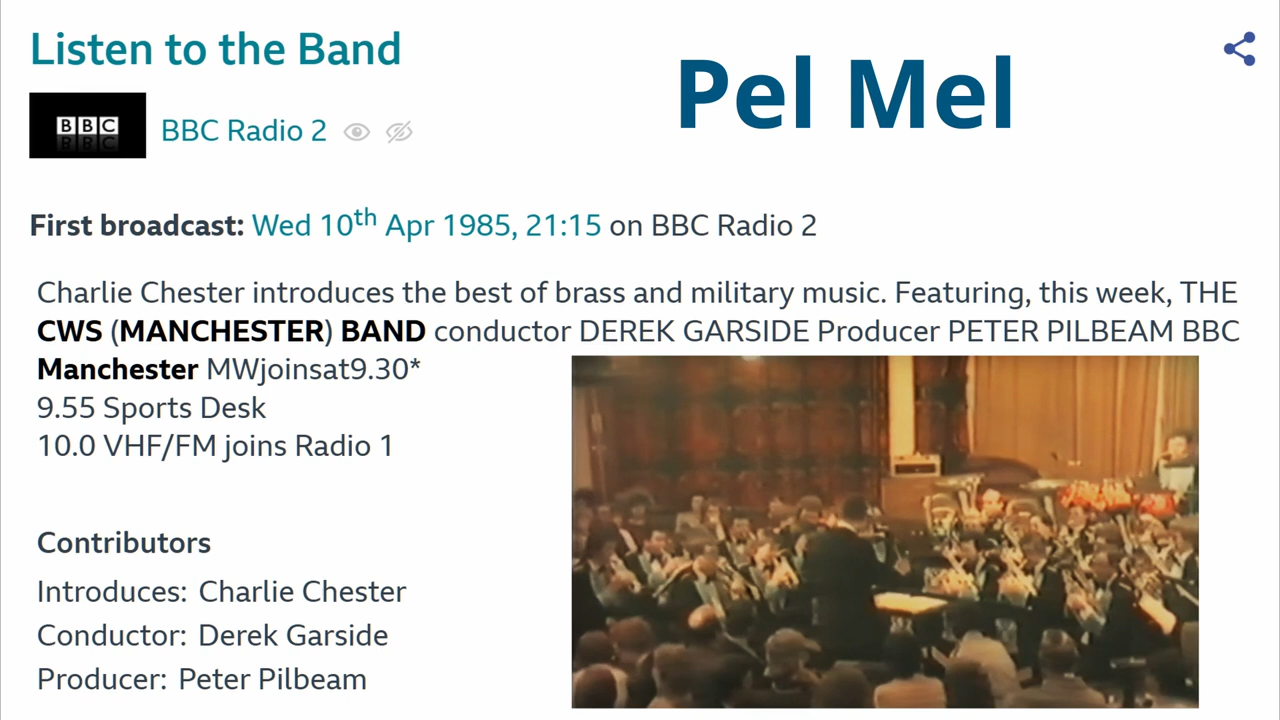 Listen to the Band
Pel Mel
BBC
BBC Radio 2
First broadcast: Wed 10th Apr 1985, 21:15 on BBC Radio 2
Charlie Chester introduces the best of brass and military music. Featuring, this week, THE
CWS (MANCHESTER) BAND conductor DEREK GARSIDE Producer PETER PILBEAM BBC
Manchester MWjoinsat9.30*
9.55 Sports Desk
10.0 VHF/FM joins Radio 1
Contributors
Introduces: Charlie Chester
Conductor: Derek Garside
Producer: Peter Pilbeam